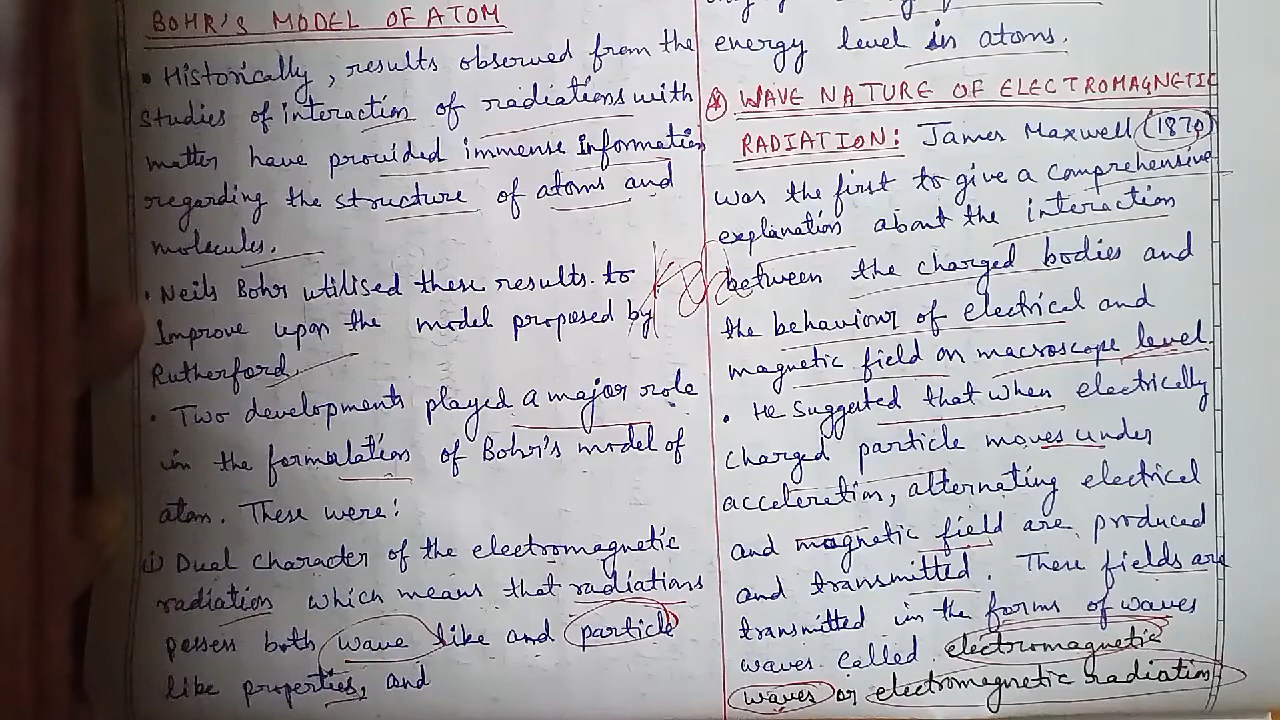 BOHR'S MODEL OF ATOM
• Historically, results observed from the
studies of interaction of radiations with
matter have provided immense information
regarding the structure of atoms and
molecules.
• Neils Bohr utilised these results. to
Improve upon the model proposed by
Rutherford.
• Two developments played a major role
in the formulation of Bohr's model of
atom. These were:
i) Dual character of the electromagnetic
radiation which means that radiations
possess both wave like and particle
like properties, and
energy level in atoms.
WAVE NATURE OF ELECTROMAGNETIC
RADIATION: James Maxwell (1870)
was the first to give a comprehensive
explanation about the interaction
between the charged bodies and
the behaviour of electrical and
magnetic field on macroscope level.
• He suggested that when electrically
charged particle moves under
acceleration, alternating electrical
and magnetic field are produced
and transmitted. These fields are
transmitted in the forms of waves
waves called electromagnetic
waves or electromagnetic radiation